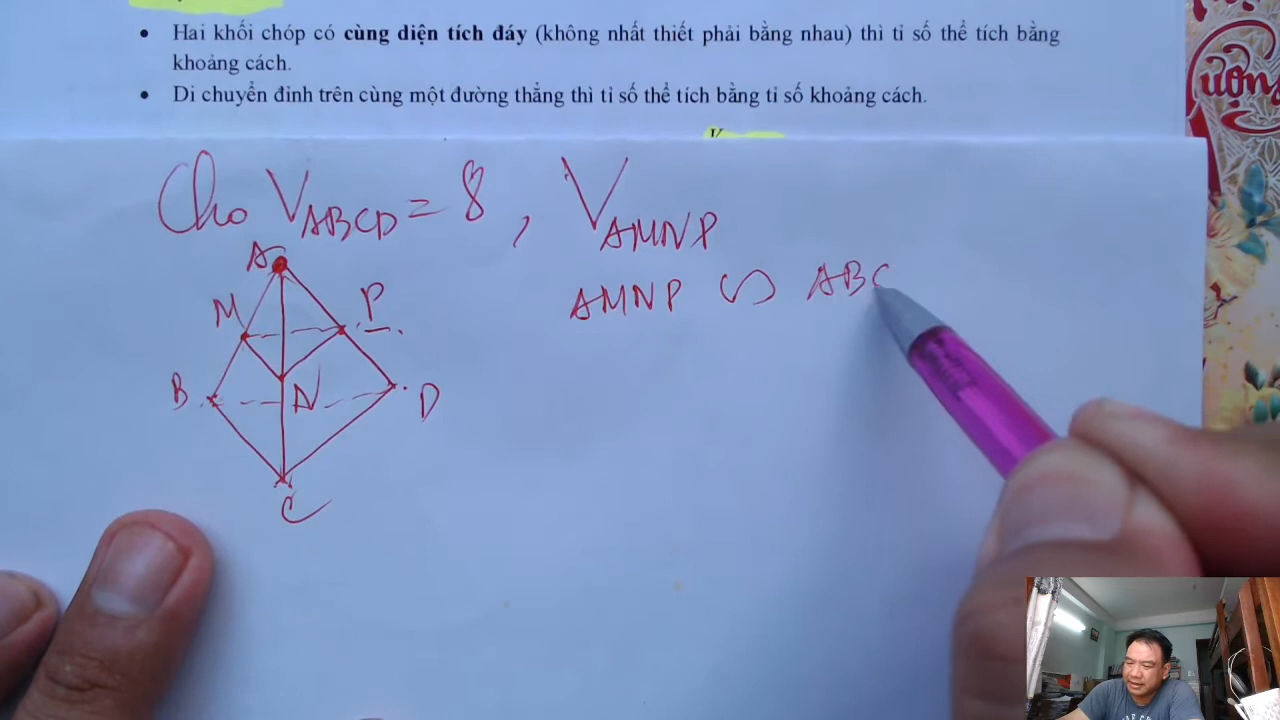 • Hai khối chóp có cùng diện tích đáy (không nhất thiết phải bằng nhau) thì tỉ số thể tích bằng
khoảng cách.
• Di chuyển đỉnh trên cùng một đường thẳng thì tỉ số thể tích bằng tỉ số khoảng cách.
V
Cho V_ABCD = 8 , V_AMNP
AMNP ∽ ABC
A
M
P
B
N
D
C